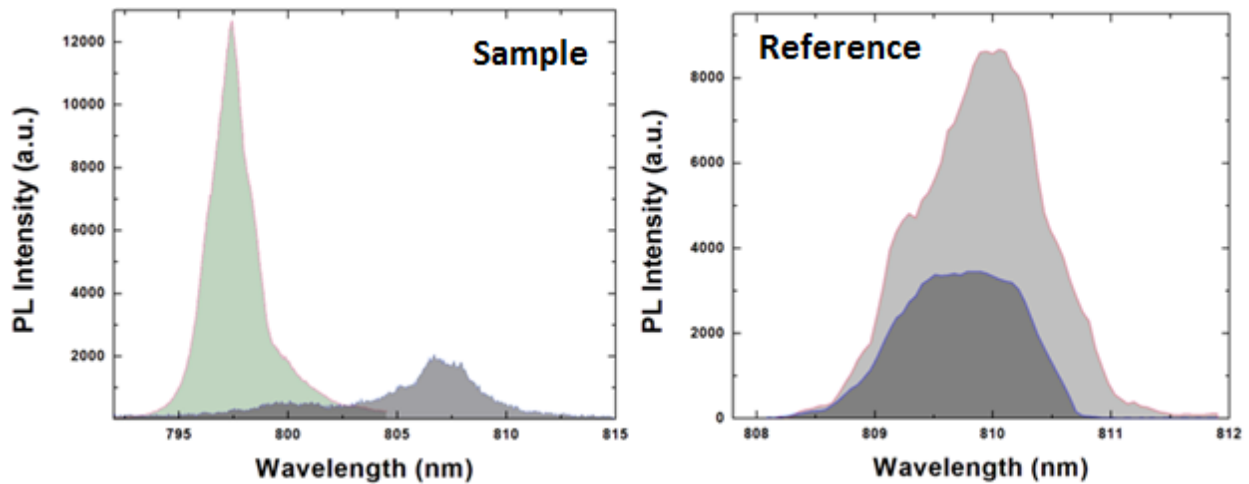 Sample
12000
10000
8000
6000
4000
2000
PL Intensity (a.u.)
795 800 805 810 815
Wavelength (nm)
Reference
8000
6000
4000
2000
0
PL Intensity (a.u.)
808 809 810 811 812
Wavelength (nm)